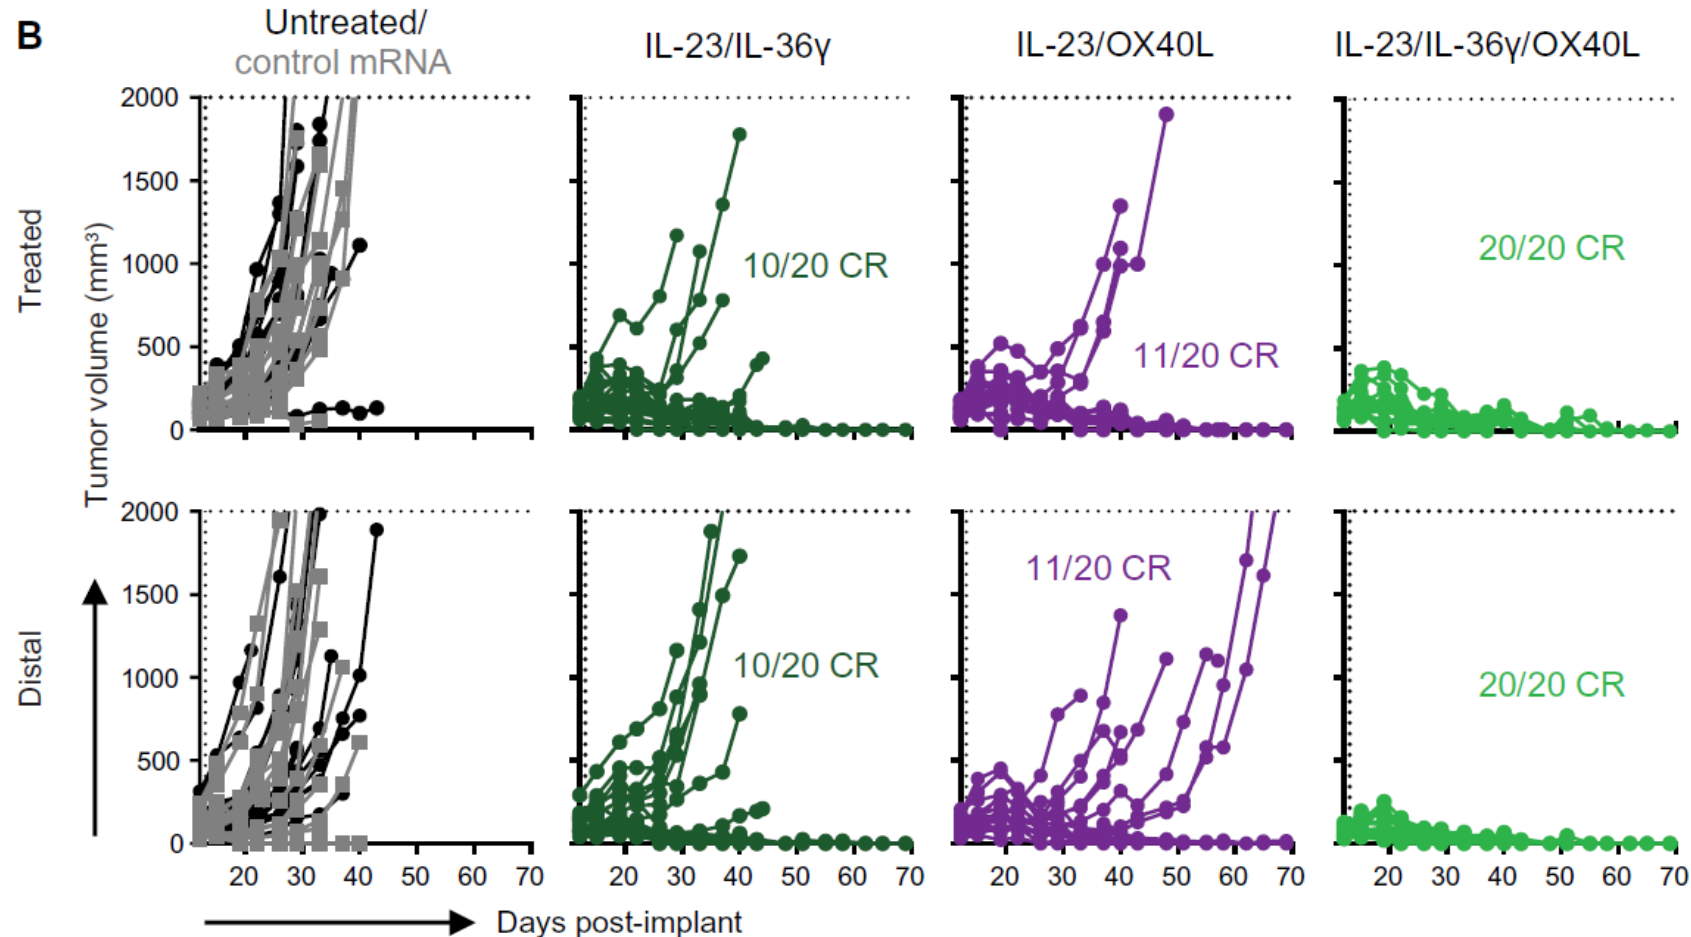 B
Untreated/
control mRNA
IL-23/IL-36γ
IL-23/OX40L
IL-23/IL-36γ/OX40L
Treated
Distal
Tumor volume (mm³)
2000
1500
1000
500
0
10/20 CR
11/20 CR
20/20 CR
2000
1500
1000
500
0
10/20 CR
11/20 CR
20/20 CR
20 30 40 50 60 70
20 30 40 50 60 70
20 30 40 50 60 70
20 30 40 50 60 70
Days post-implant